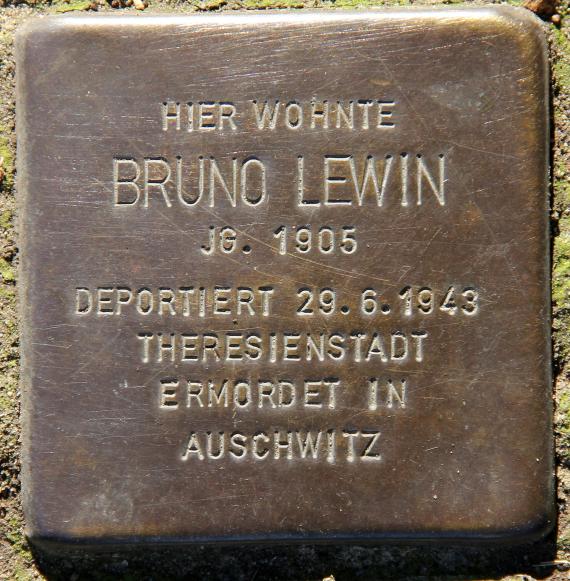 HIER WOHNTE
BRUNO LEWIN
JG. 1905
DEPORTIERT 29.6.1943
THERESIENSTADT
ERMORDET IN
AUSCHWITZ